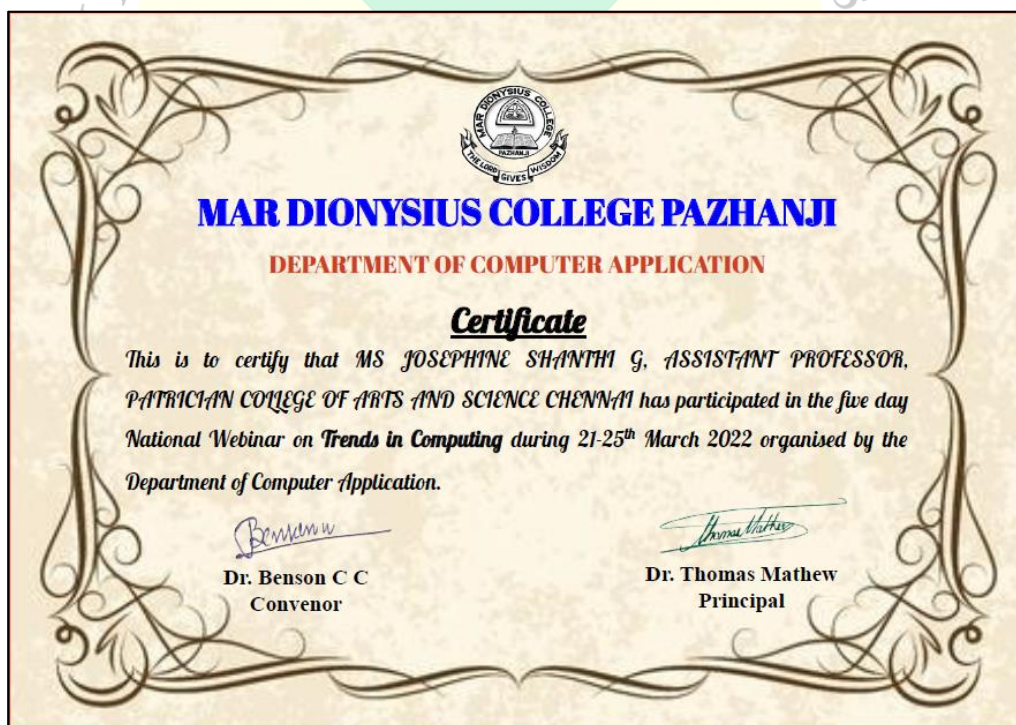 MAR DIONYSIUS COLLEGE
PAZHANJI
THE LORD GIVES WISDOM
MAR DIONYSIUS COLLEGE PAZHANJI
DEPARTMENT OF COMPUTER APPLICATION
Certificate
This is to certify that MS JOSEPHINE SHANTHI G, ASSISTANT PROFESSOR,
PATRICIAN COLLEGE OF ARTS AND SCIENCE CHENNAI has participated in the five day
National Webinar on Trends in Computing during 21-25th March 2022 organised by the
Department of Computer Application.
Thomas Mathew
Dr. Benson C C
Convenor
Dr. Thomas Mathew
Principal